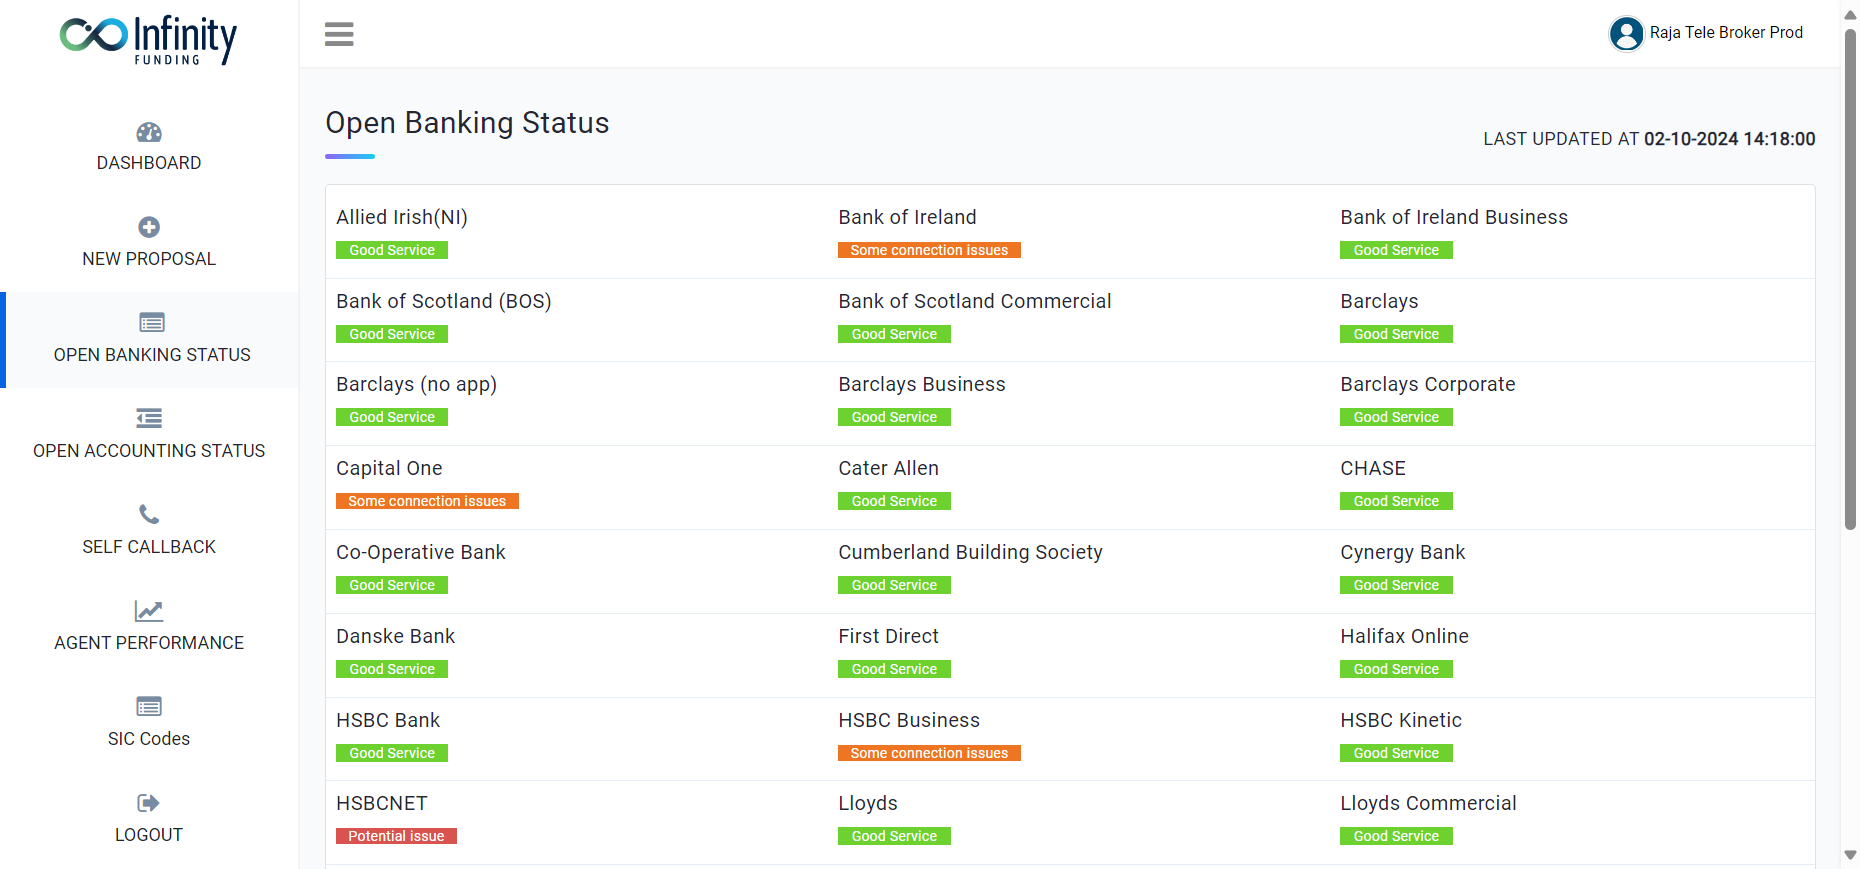 Infinity
FUNDING
Raja Tele Broker Prod
DASHBOARD
NEW PROPOSAL
OPEN BANKING STATUS
OPEN ACCOUNTING STATUS
SELF CALLBACK
AGENT PERFORMANCE
SIC Codes
LOGOUT
Open Banking Status
LAST UPDATED AT 02-10-2024 14:18:00
Allied Irish(NI)
Good Service
Bank of Ireland
Some connection issues
Bank of Ireland Business
Good Service
Bank of Scotland (BOS)
Good Service
Bank of Scotland Commercial
Good Service
Barclays
Good Service
Barclays (no app)
Good Service
Barclays Business
Good Service
Barclays Corporate
Good Service
Capital One
Some connection issues
Cater Allen
Good Service
CHASE
Good Service
Co-Operative Bank
Good Service
Cumberland Building Society
Good Service
Cynergy Bank
Good Service
Danske Bank
Good Service
First Direct
Good Service
Halifax Online
Good Service
HSBC Bank
Good Service
HSBC Business
Some connection issues
HSBC Kinetic
Good Service
HSBCNET
Potential issue
Lloyds
Good Service
Lloyds Commercial
Good Service